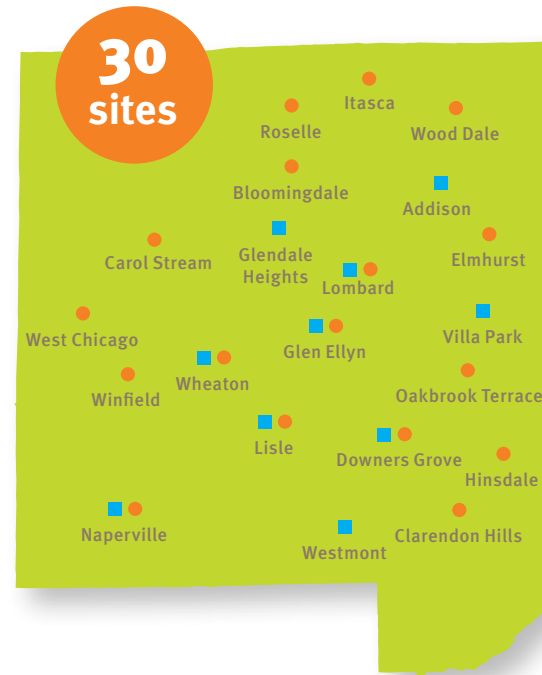 30
sites
Itasca
Roselle
Wood Dale
Bloomingdale
Addison
Glendale
Heights
Elmhurst
Carol Stream
Lombard
West Chicago
Villa Park
Glen Ellyn
Wheaton
Winfield
Oakbrook Terrace
Lisle
Downers Grove
Hinsdale
Naperville
Clarendon Hills
Westmont